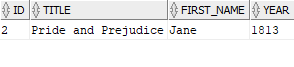 ID TITLE FIRST_NAME YEAR
2 Pride and Prejudice Jane 1813